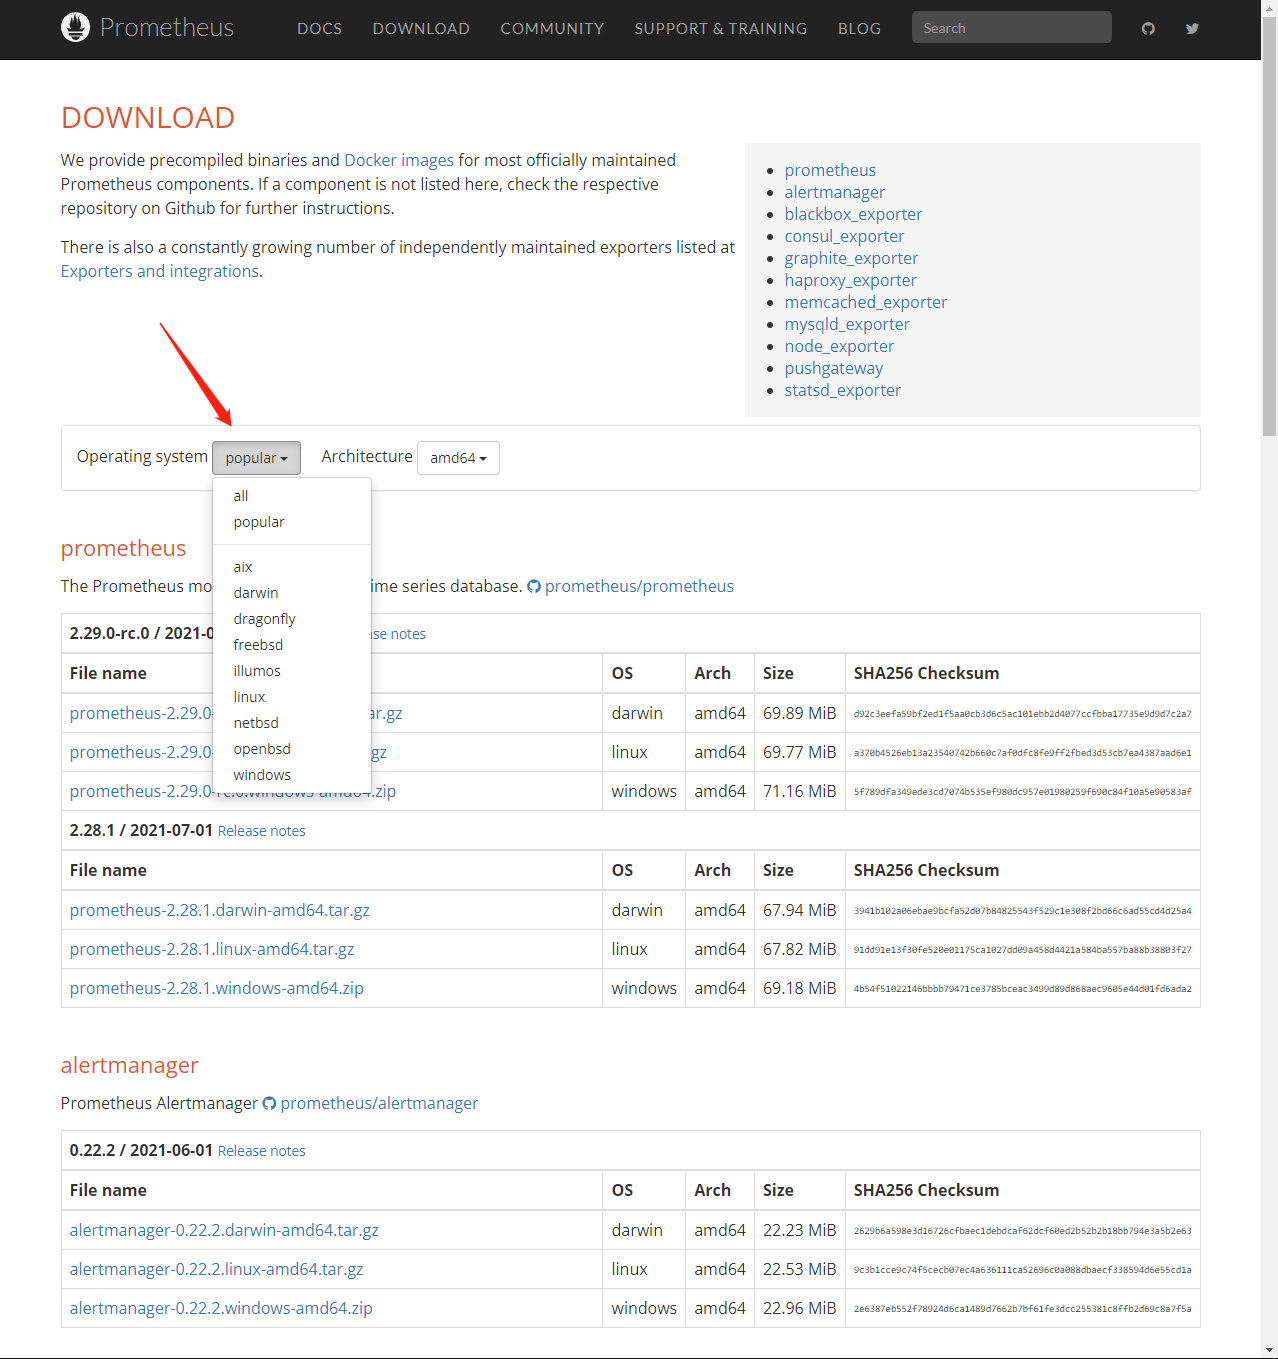 Prometheus
DOCS
DOWNLOAD
COMMUNITY
SUPPORT & TRAINING
BLOG
Search
DOWNLOAD
We provide precompiled binaries and Docker images for most officially maintained
Prometheus components. If a component is not listed here, check the respective
repository on Github for further instructions.
There is also a constantly growing number of independently maintained exporters listed at
Exporters and integrations.
prometheus
alertmanager
blackbox_exporter
consul_exporter
graphite_exporter
haproxy_exporter
memcached_exporter
mysqld_exporter
node_exporter
pushgateway
statsd_exporter
Operating system popular Architecture amd64
all
popular
aix
darwin
dragonfly
freebsd
illumos
linux
netbsd
openbsd
windows
prometheus
The Prometheus series database. prometheus/prometheus
2.29.0-rc.0 / notes
File name OS Arch Size SHA256 Checksum
prometheus-2.29.0- darwin amd64 69.89 MiB d92c3eefa59bf2ed1f5aa0cb3d6c5ac101ebb2d4077ccfbba17735e9d9d7c2a7
prometheus-2.29.0- gz linux amd64 69.77 MiB a370b4526eb13a23540742b660c7af0dfc8fe9ff2fbed3d53cb7ea4387aad6e1
prometheus-2.29.0-rc.0.windows-amd64.zip windows amd64 71.16 MiB 5f789dfa349ede3cd7074b535ef980dc957e01980259f690c84f10a5e90583af
2.28.1 / 2021-07-01 Release notes
File name OS Arch Size SHA256 Checksum
prometheus-2.28.1.darwin-amd64.tar.gz darwin amd64 67.94 MiB 3941b102a06ebae9bcfa52d07b84825543f529c1e308f2bd66c6ad55cd4d25a4
prometheus-2.28.1.linux-amd64.tar.gz linux amd64 67.82 MiB 91dd91e13f30fe520e01175ca1027dd09a458d4421a584ba557ba88b38803f27
prometheus-2.28.1.windows-amd64.zip windows amd64 69.18 MiB 4b54f51022146bbbb79471ce3785bceac3499d89d868aec9605e44d01fd6ada2
alertmanager
Prometheus Alertmanager prometheus/alertmanager
0.22.2 / 2021-06-01 Release notes
File name OS Arch Size SHA256 Checksum
alertmanager-0.22.2.darwin-amd64.tar.gz darwin amd64 22.23 MiB 2629b6a598e3d16726cfbaec1debdcaf62dcf60ed2b52b2b18bb794e3a5b2e63
alertmanager-0.22.2.linux-amd64.tar.gz linux amd64 22.53 MiB 9c3b1cce9c74f5cecb07ec4a636111ca52696c0a088dbaecf338594d6e55cd1a
alertmanager-0.22.2.windows-amd64.zip windows amd64 22.96 MiB 2e6387eb552f78924d6ca1489d7662b7bf61fe3dcc255381c8ffb2d69c8a7f5a